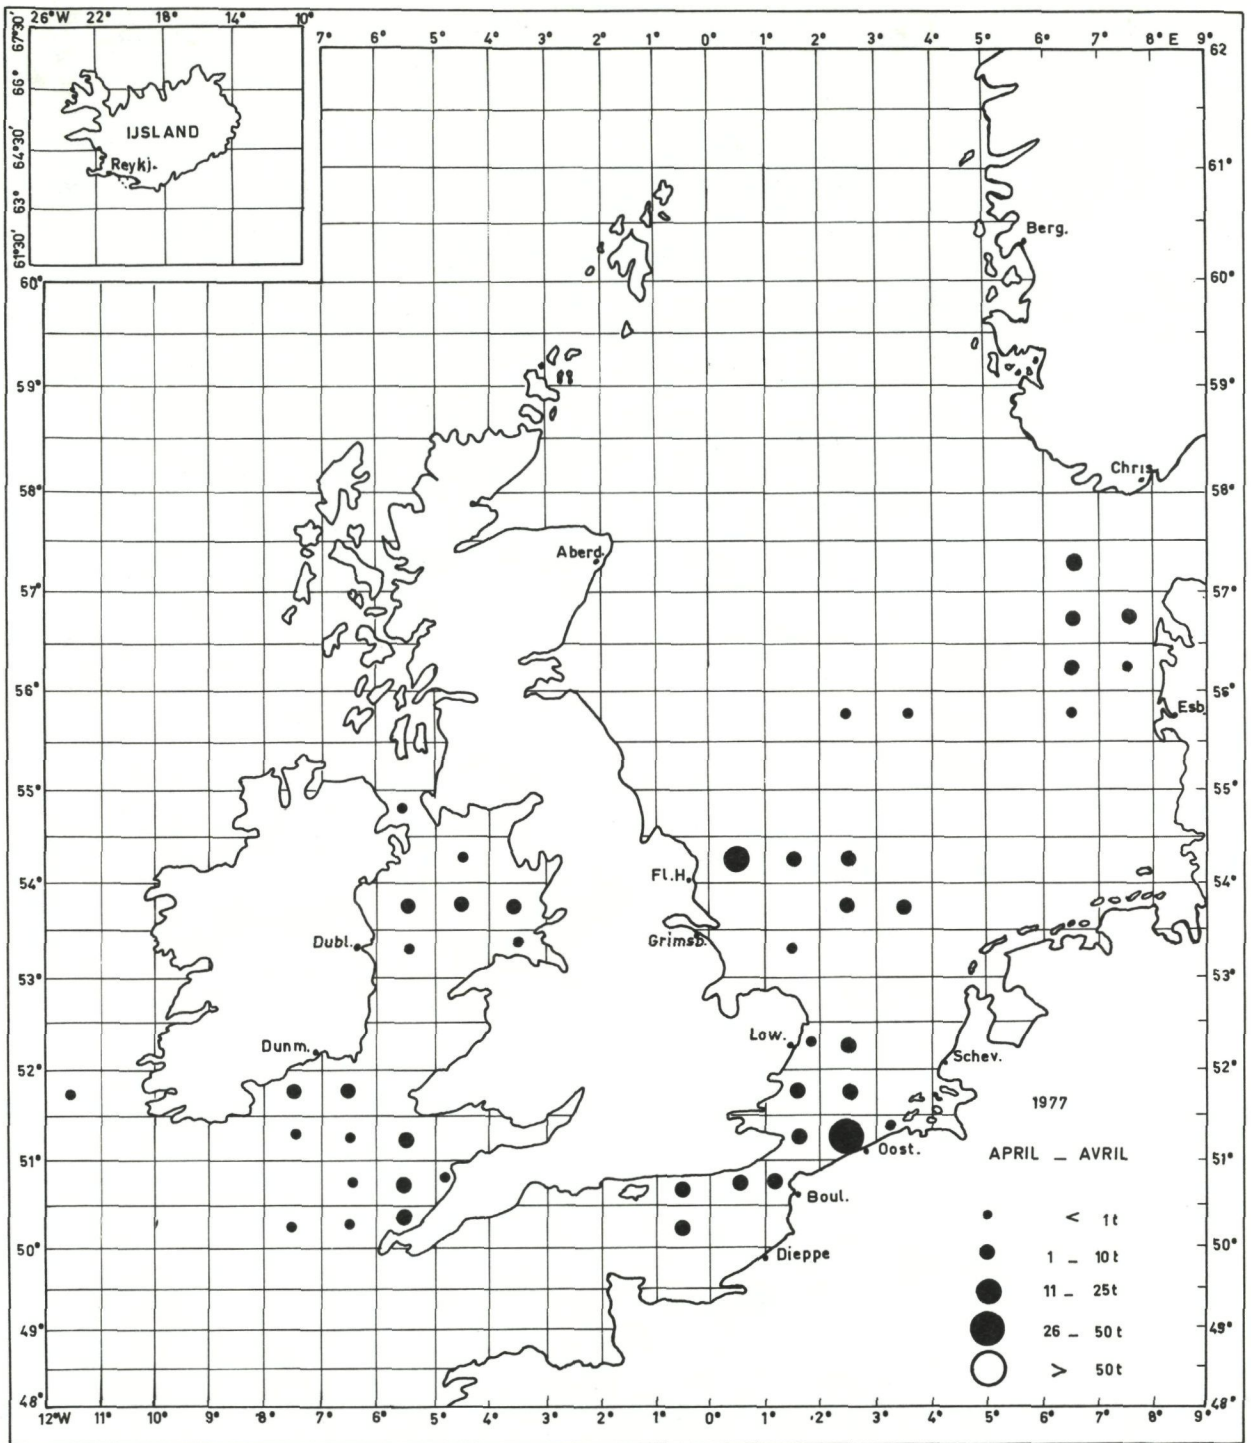 26°W 22° 18° 14° 10°
7° 6° 5° 4° 3° 2° 1° 0° 1° 2° 3° 4° 5° 6° 7° 8° E 9°
67°30'
66°
64°30'
63°
61°30'
IJSLAND
Reykj.
62
61°
Berg.
60° 60°
59° 59°
Chris
58° 58°
Aberd.
57° 57°
56° 56°
Esb
55° 55°
Fl.H.
54° 54°
Dubl.
Grimsb.
53° 53°
Low.
Dunm.
Schev.
52° 52°
1977
Oost.
APRIL _ AVRIL
51° 51°
Boul.
< 1t
50° 50°
Dieppe
1 _ 10t
11 _ 25t
26 _ 50t
49° 49°
> 50t
48° 48°
12°W 11° 10° 9° 8° 7° 6° 5° 4° 3° 2° 1° 0° 1° 2° 3° 4° 5° 6° 7° 8° 9°